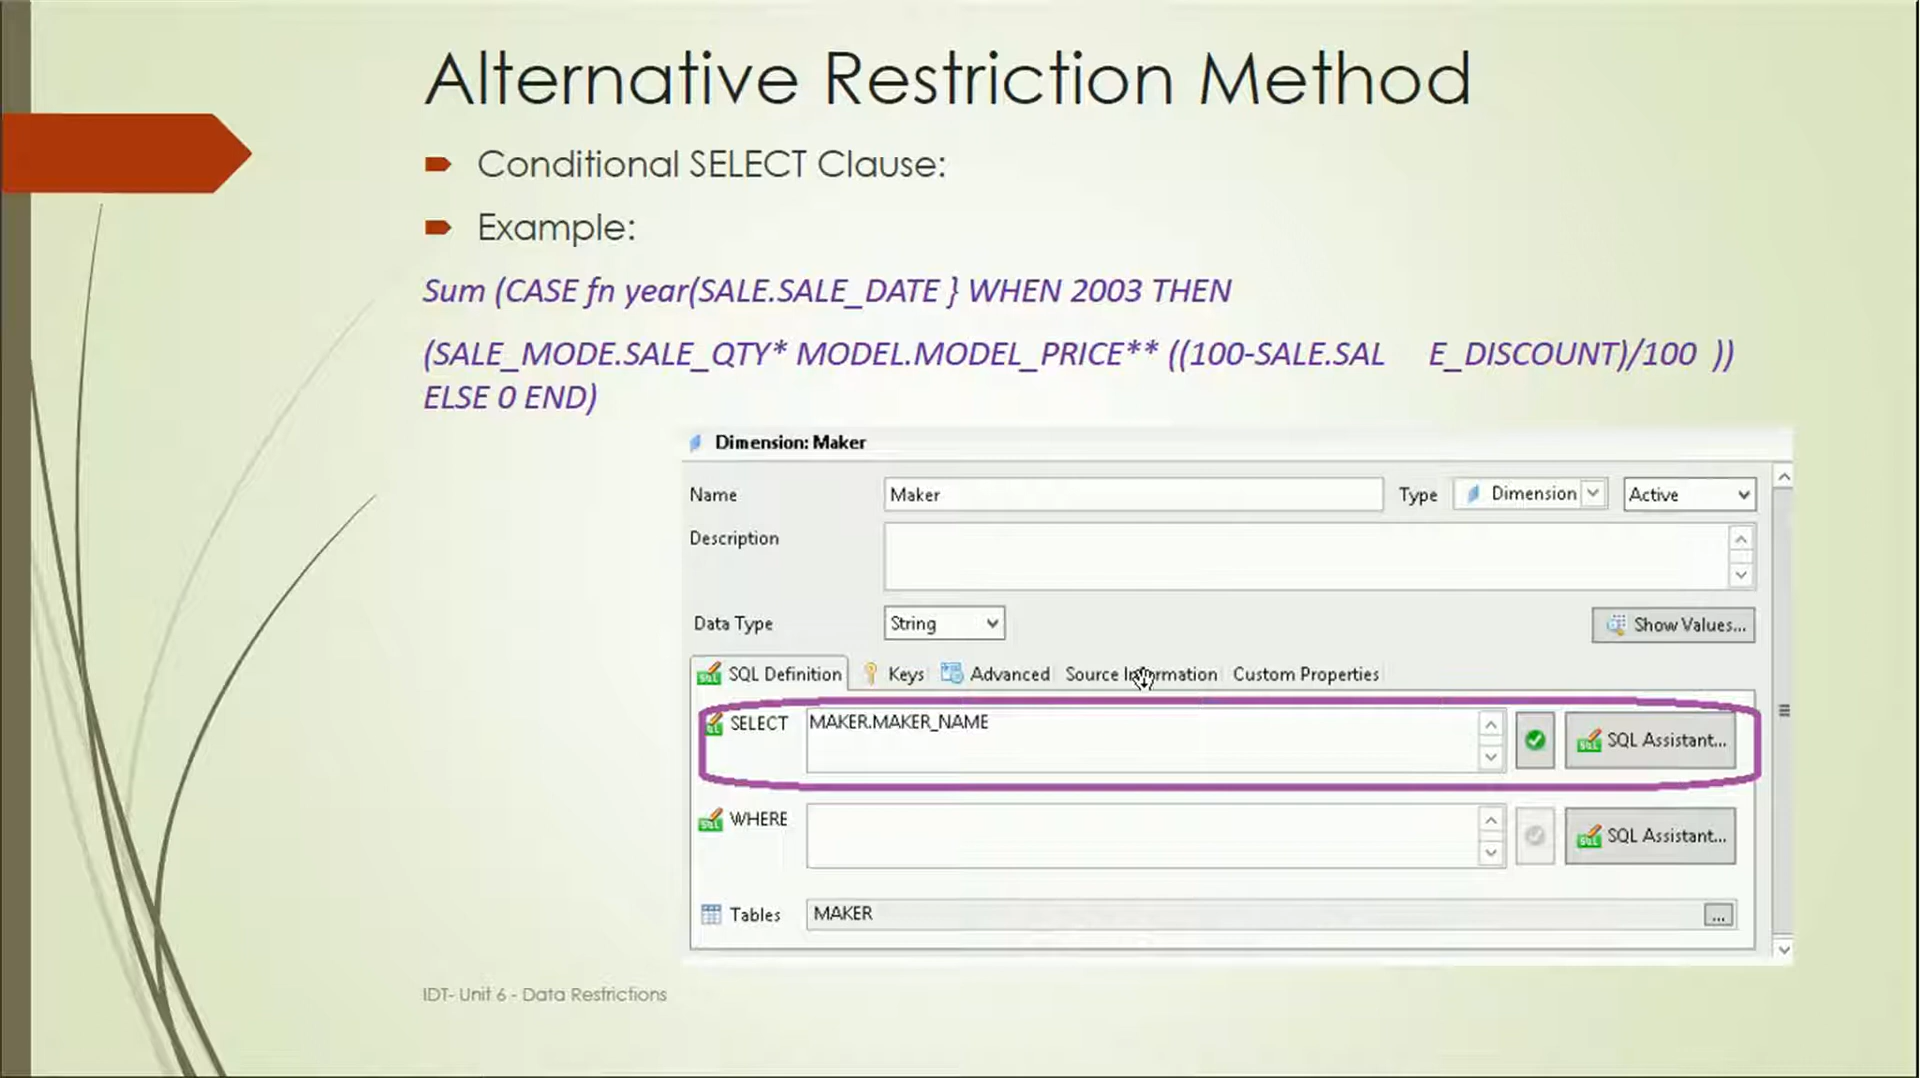 Alternative Restriction Method
Conditional SELECT Clause:
Example:
Sum (CASE fn year(SALE.SALE_DATE } WHEN 2003 THEN
(SALE_MODE.SALE_QTY* MODEL.MODEL_PRICE** ((100-SALE.SAL E_DISCOUNT)/100 ))
ELSE 0 END)
Dimension: Maker
Name Maker Type Dimension Active
Description
Data Type String Show Values...
SQL Definition Keys Advanced Source Information Custom Properties
SELECT MAKER.MAKER_NAME SQL Assistant...
WHERE SQL Assistant...
Tables MAKER ...
IDT- Unit 6 - Data Restrictions